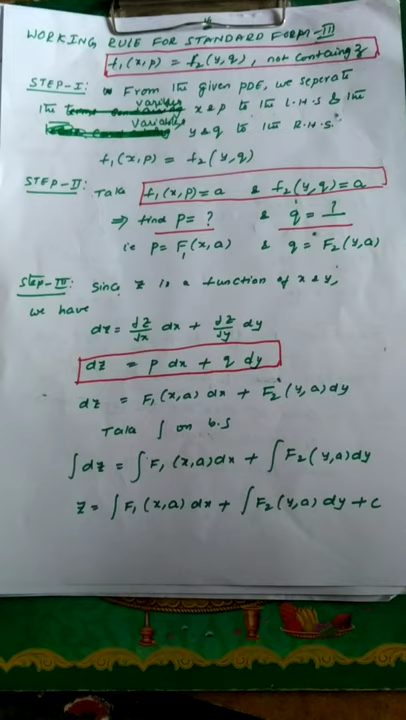 WORKING RULE FOR STANDARD FORM-III
f₁(x,p) = f₂(y,q), not containg z
STEP-I: From the given PDE, we seperate
the variables x & p to the L.H.S & the
variables y & q to the R.H.S.
f₁(x,p) = f₂(y,q)
STEP-II: Take f₁(x,p)=a & f₂(y,q)=a
⇒ find p=? & q=?
ie p=F₁(x,a) & q=F₂(y,a)
Step-III: Since z is a function of x & y,
we have
dz = ∂z/∂x dx + ∂z/∂y dy
dz = p dx + q dy
dz = F₁(x,a) dx + F₂(y,a) dy
Take ∫ on b.s
∫dz = ∫F₁(x,a)dx + ∫F₂(y,a)dy
z = ∫F₁(x,a) dx + ∫F₂(y,a) dy + c